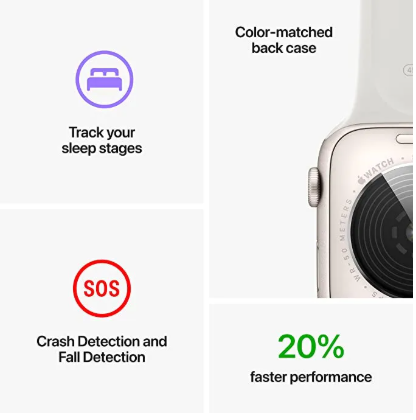 Track your
sleep stages
Color-matched
back case
WATCH
WR-50 METERS
SOS
Crash Detection and
Fall Detection
20%
faster performance